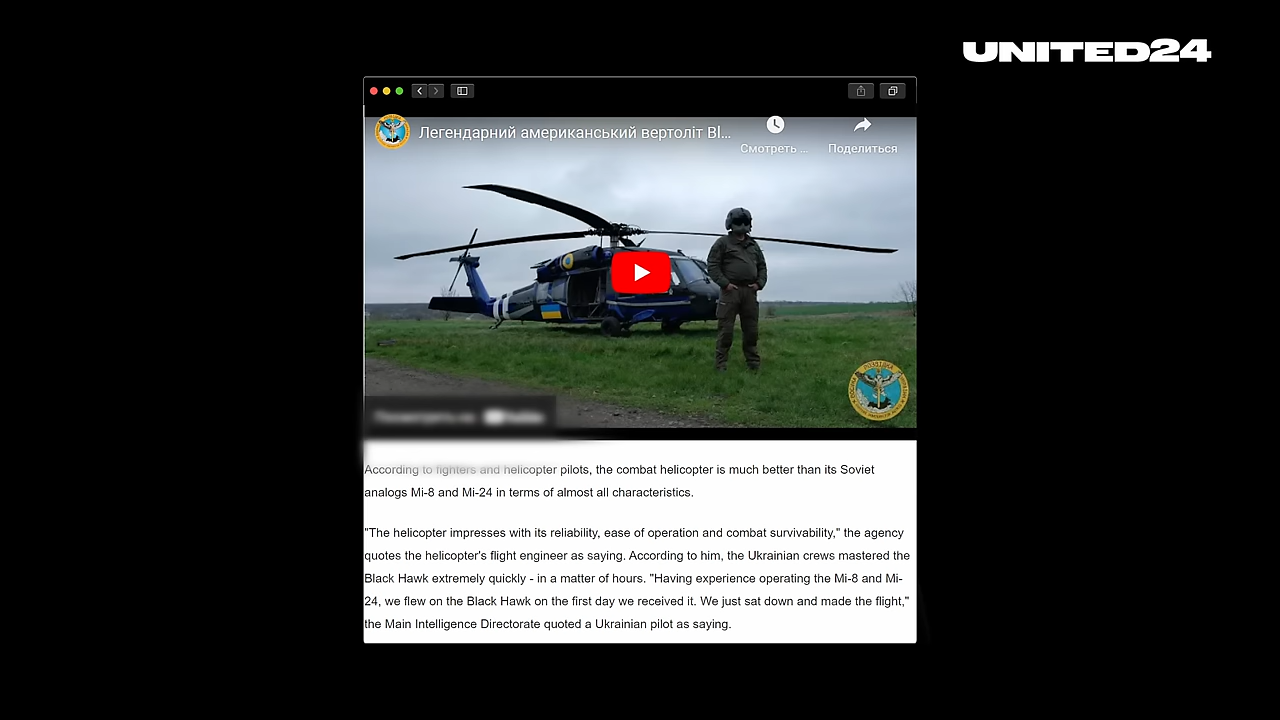 UNITED24
Легендарний американський вертоліт Bl...
Смотреть ...
Поделиться
According to fighters and helicopter pilots, the combat helicopter is much better than its Soviet
analogs Mi-8 and Mi-24 in terms of almost all characteristics.
"The helicopter impresses with its reliability, ease of operation and combat survivability," the agency
quotes the helicopter's flight engineer as saying. According to him, the Ukrainian crews mastered the
Black Hawk extremely quickly - in a matter of hours. "Having experience operating the Mi-8 and Mi-
24, we flew on the Black Hawk on the first day we received it. We just sat down and made the flight,"
the Main Intelligence Directorate quoted a Ukrainian pilot as saying.